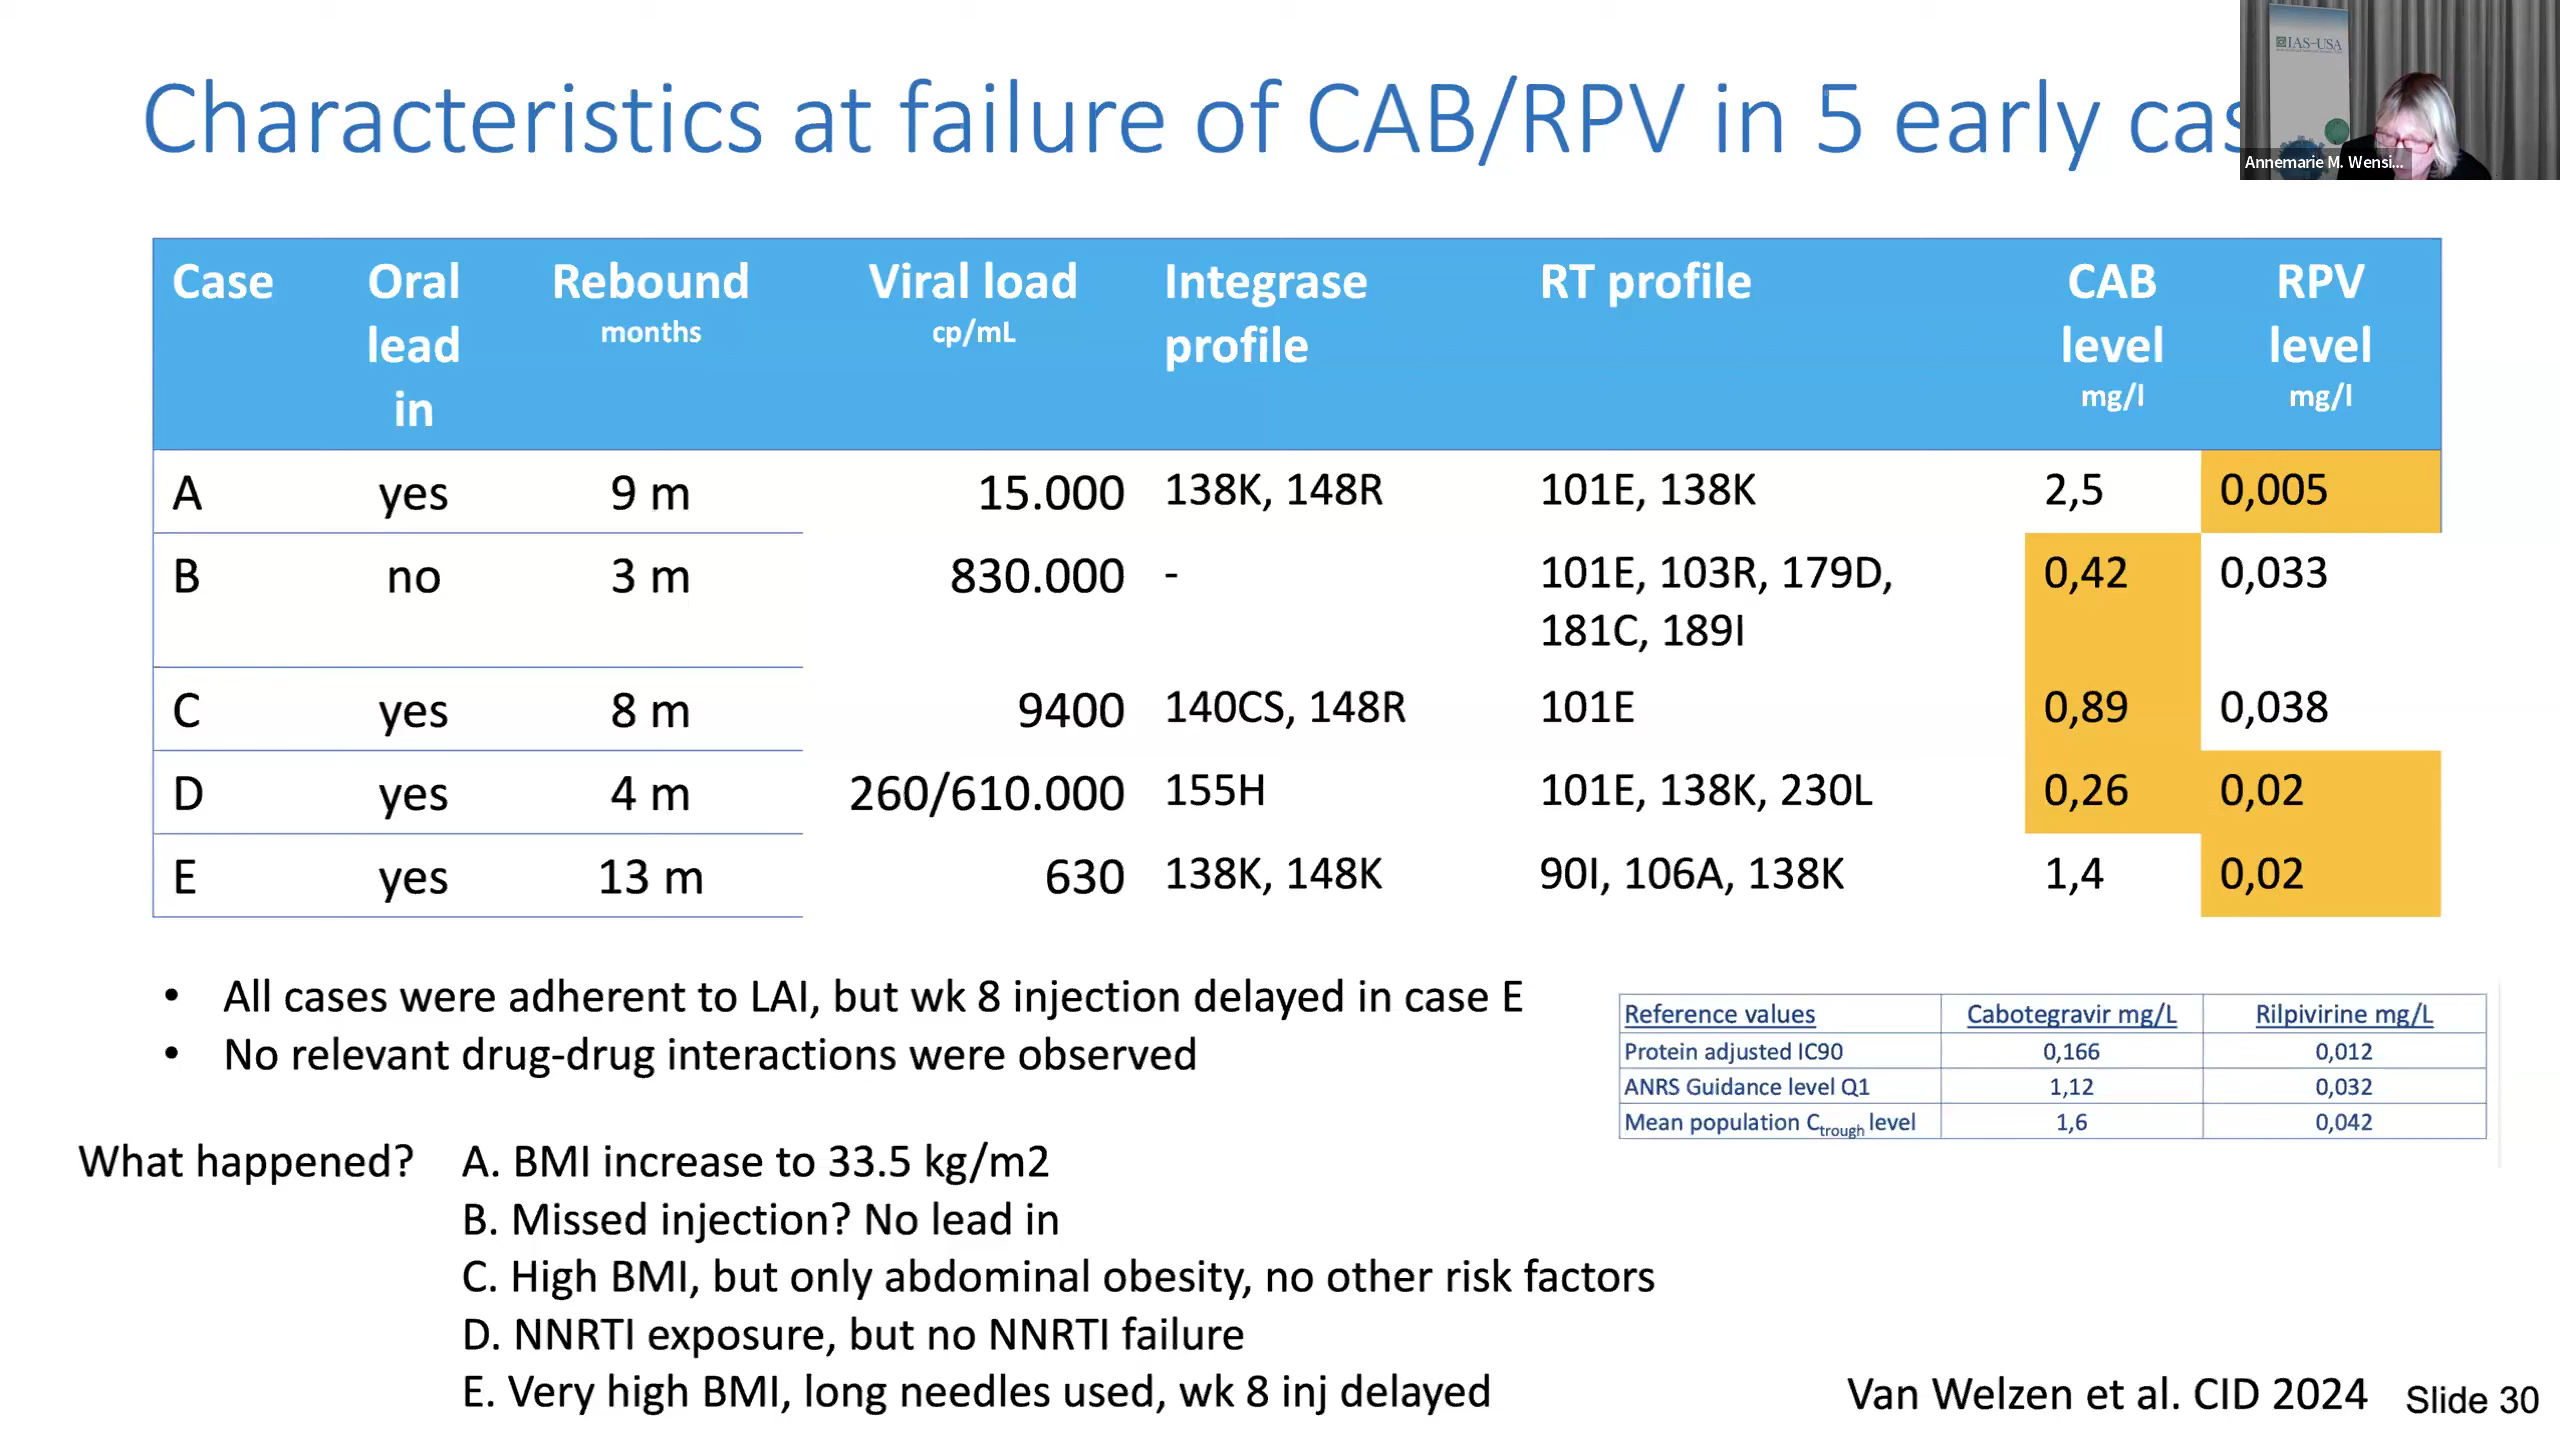 Characteristics at failure of CAB/RPV in 5 early cas
IAS-USA
Annemarie M. Wensi...
Case Oral lead in Rebound months Viral load cp/mL Integrase profile RT profile CAB level mg/l RPV level mg/l
A yes 9 m 15.000 138K, 148R 101E, 138K 2,5 0,005
B no 3 m 830.000 - 101E, 103R, 179D, 181C, 189I 0,42 0,033
C yes 8 m 9400 140CS, 148R 101E 0,89 0,038
D yes 4 m 260/610.000 155H 101E, 138K, 230L 0,26 0,02
E yes 13 m 630 138K, 148K 90I, 106A, 138K 1,4 0,02
• All cases were adherent to LAI, but wk 8 injection delayed in case E
• No relevant drug-drug interactions were observed
Reference values Cabotegravir mg/L Rilpivirine mg/L
Protein adjusted IC90 0,166 0,012
ANRS Guidance level Q1 1,12 0,032
Mean population Ctrough level 1,6 0,042
What happened? A. BMI increase to 33.5 kg/m2
B. Missed injection? No lead in
C. High BMI, but only abdominal obesity, no other risk factors
D. NNRTI exposure, but no NNRTI failure
E. Very high BMI, long needles used, wk 8 inj delayed
Van Welzen et al. CID 2024 Slide 30